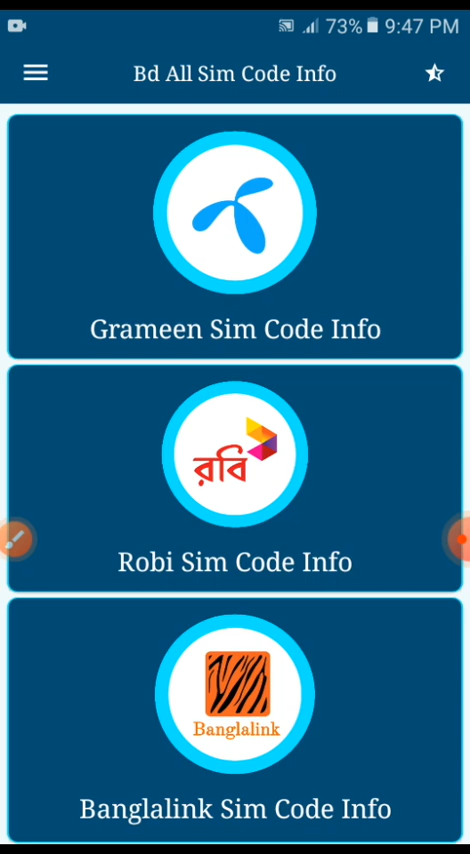 73% 9:47 PM
Bd All Sim Code Info
Grameen Sim Code Info
রবি
Robi Sim Code Info
Banglalink
Banglalink Sim Code Info